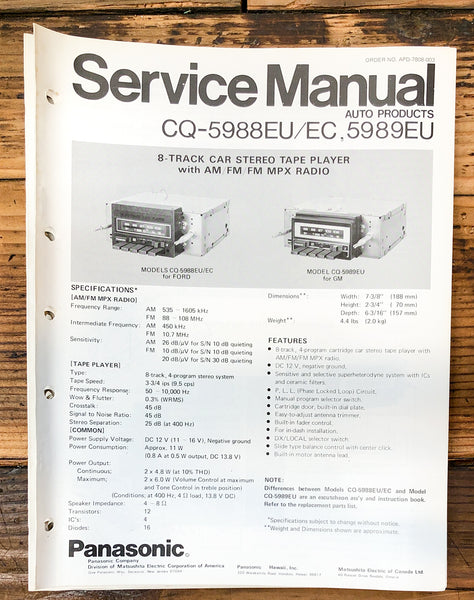 ORDER NO. APD-7808-003
Service Manual
AUTO PRODUCTS
CQ-5988EU/EC, 5989EU
8-TRACK CAR STEREO TAPE PLAYER
with AM/FM/FM MPX RADIO
MODELS CQ-5988EU/EC
for FORD
MODEL CQ-5989EU
for GM
SPECIFICATIONS*
[AM/FM MPX RADIO]
Frequency Range: AM 535 ~ 1605 kHz
FM 88 ~ 108 MHz
Intermediate Frequency: AM 450 kHz
FM 10.7 MHz
Sensitivity: AM 26 dB/µV for S/N 10 dB quieting
FM 10 dB/µV for S/N 20 dB quieting
20 dB/µV for S/N 30 dB quieting
[TAPE PLAYER]
Type: 8-track, 4-program stereo system
Tape Speed: 3-3/4 ips (9.5 cps)
Frequency Response: 50 ~ 10,000 Hz
Wow & Flutter: 0.3% (WRMS)
Crosstalk: 45 dB
Signal to Noise Ratio: 45 dB
Stereo Separation: 25 dB (at 400 Hz)
[COMMON]
Power Supply Voltage: DC 12 V (11 ~ 16 V), Negative ground
Power Consumption: Approx. 11 W
(0.8 A at 0.5 W output, DC 13.8 V)
Power Output:
Continuous; 2 x 4.8 W (at 10% THD)
Maximum; 2 x 6.0 W (Volume Control at maximum
and Tone Control in treble position)
(Conditions; at 400 Hz, 4 Ω load, 13.8 V DC)
Speaker Impedance: 4 ~ 8 Ω
Transistors: 12
IC's: 4
Diodes: 16
Dimensions**: Width: 7-3/8" (188 mm)
Height: 2-3/4" ( 70 mm)
Depth: 6-3/16" (157 mm)
Weight**: 4.4 lbs (2.0 kg)
FEATURES
● 8-track, 4-program cartridge car stereo tape player with
AM/FM/FM MPX radio.
● DC 12 V, negative ground.
● Sensitive and selective superheterodyne system with ICs
and ceramic filters.
● P. L. L. (Phase Locked Loop) Circuit.
● Manual program selector switch.
● Cartridge door, built-in dial plate.
● Easy-to-adjust antenna trimmer.
● Built-in fader control.
● For in-dash installation.
● DX/LOCAL selector switch.
● Slide type balance control with center click.
● Built in motor antenna lead.
NOTE:
Differences between Models CQ-5988EU/EC and Model
CQ-5989EU are an escutcheon ass'y and instruction book.
Refer to the replacement parts list.
*Specifications subject to change without notice.
**Weight and Dimensions shown are approximate.
Panasonic
Panasonic Company
Division of Matsushita Electric Corporation of America
One Panasonic Way, Secaucus, New Jersey 07094
Panasonic Hawaii, Inc.
Matsushita Electric of Canada Ltd